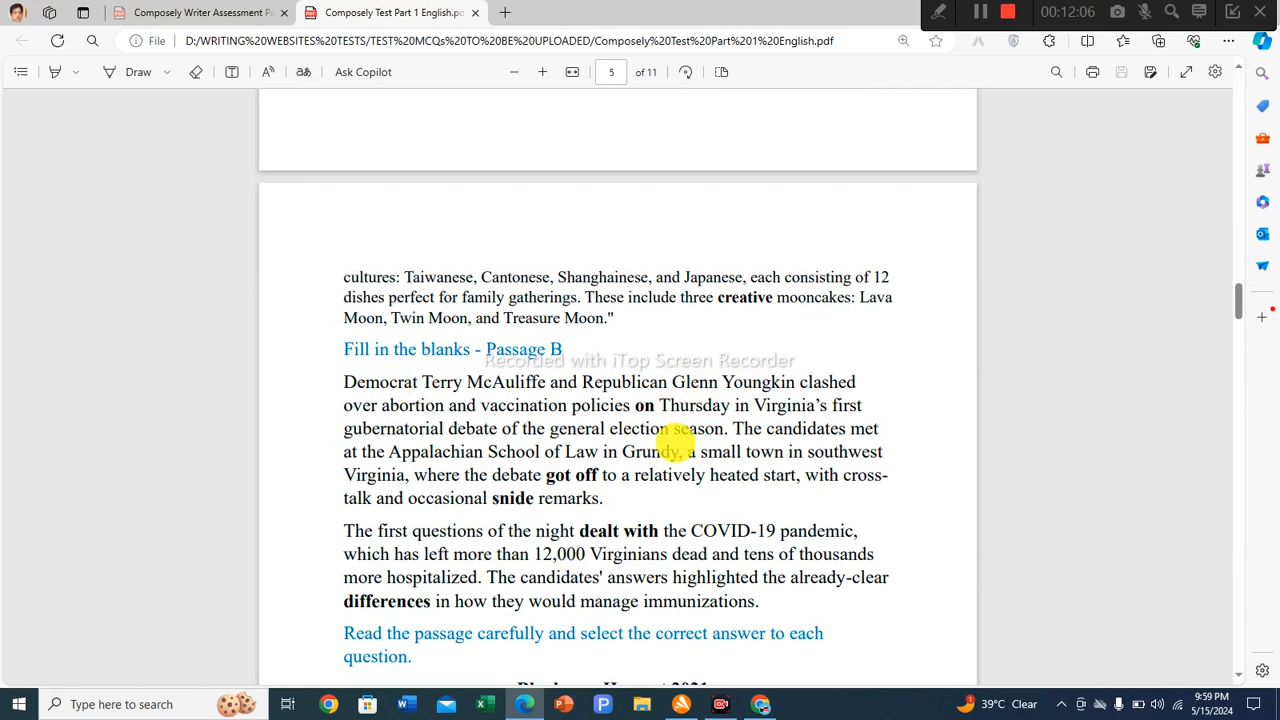 Composely Writer Assessment Pa
Composely Test Part 1 English.pd
00:12:06
File
D:/WRITING%20WEBSITES%20TESTS/TEST%20MCQs%20TO%20BE%20UPLOADED/Composely%20Test%20Part%201%20English.pdf
Draw
Ask Copilot
5 of 11
cultures: Taiwanese, Cantonese, Shanghainese, and Japanese, each consisting of 12
dishes perfect for family gatherings. These include three creative mooncakes: Lava
Moon, Twin Moon, and Treasure Moon."
Fill in the blanks - Passage B
Recorded with iTop Screen Recorder
Democrat Terry McAuliffe and Republican Glenn Youngkin clashed
over abortion and vaccination policies on Thursday in Virginia’s first
gubernatorial debate of the general election season. The candidates met
at the Appalachian School of Law in Grundy, a small town in southwest
Virginia, where the debate got off to a relatively heated start, with cross-
talk and occasional snide remarks.
The first questions of the night dealt with the COVID-19 pandemic,
which has left more than 12,000 Virginians dead and tens of thousands
more hospitalized. The candidates' answers highlighted the already-clear
differences in how they would manage immunizations.
Read the passage carefully and select the correct answer to each
question.
Type here to search
39°C Clear
9:59 PM
5/15/2024